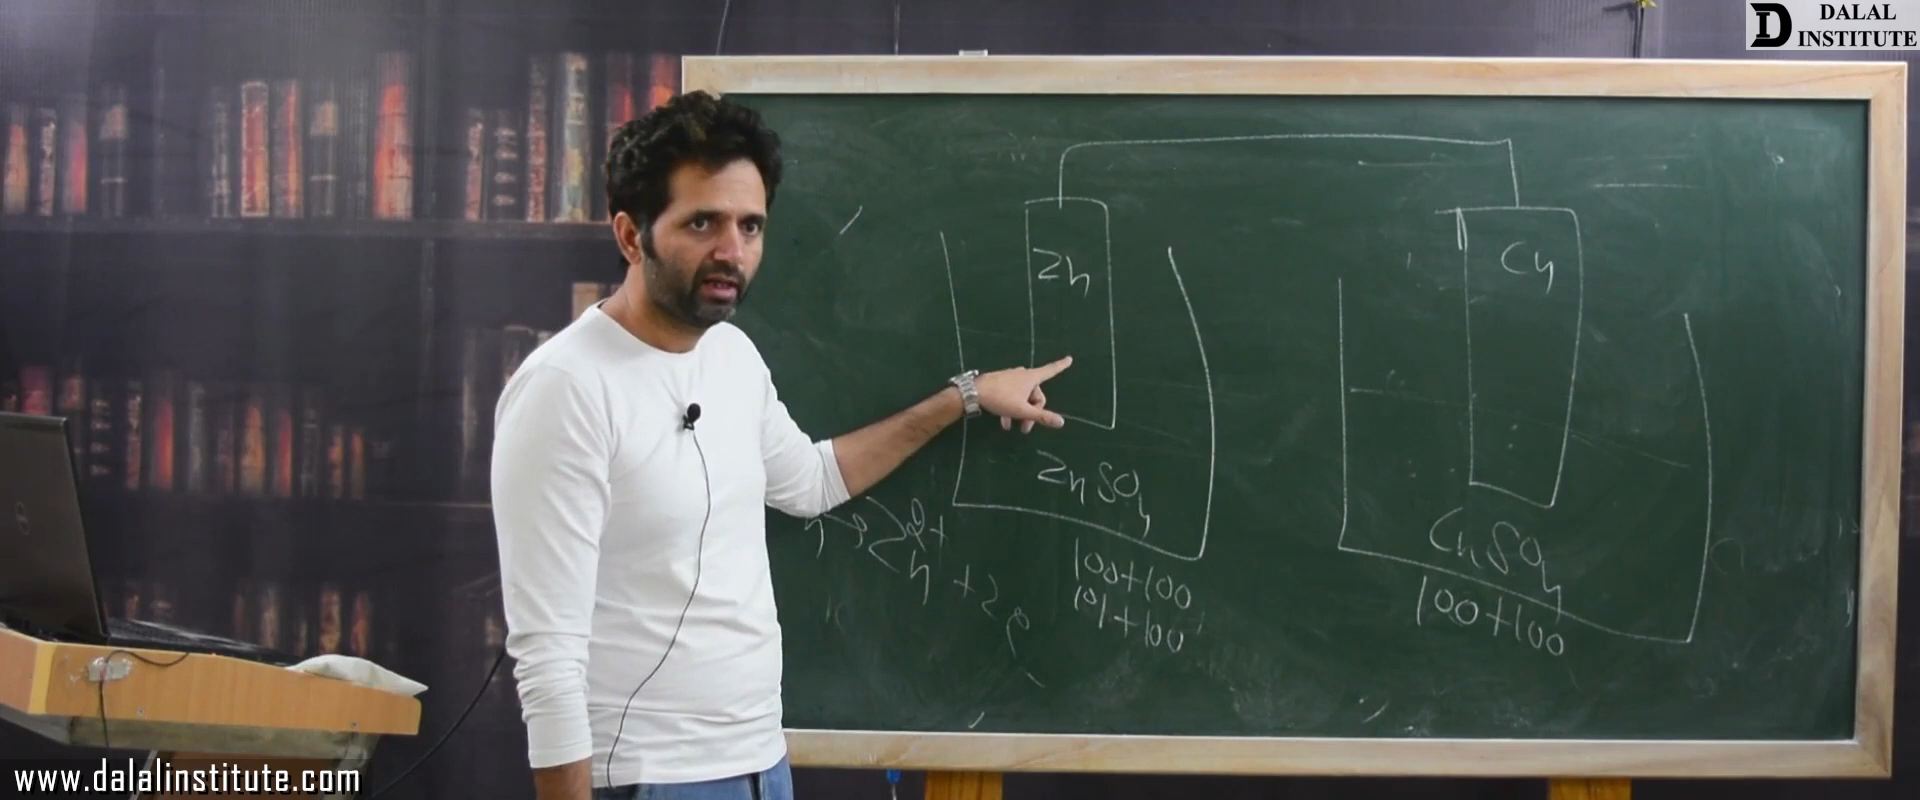 DALAL
INSTITUTE
Zn
Cu
ZnSO4
CuSO4
Zn2+ + 2e
100+100
101+100
100+100
www.dalalinstitute.com